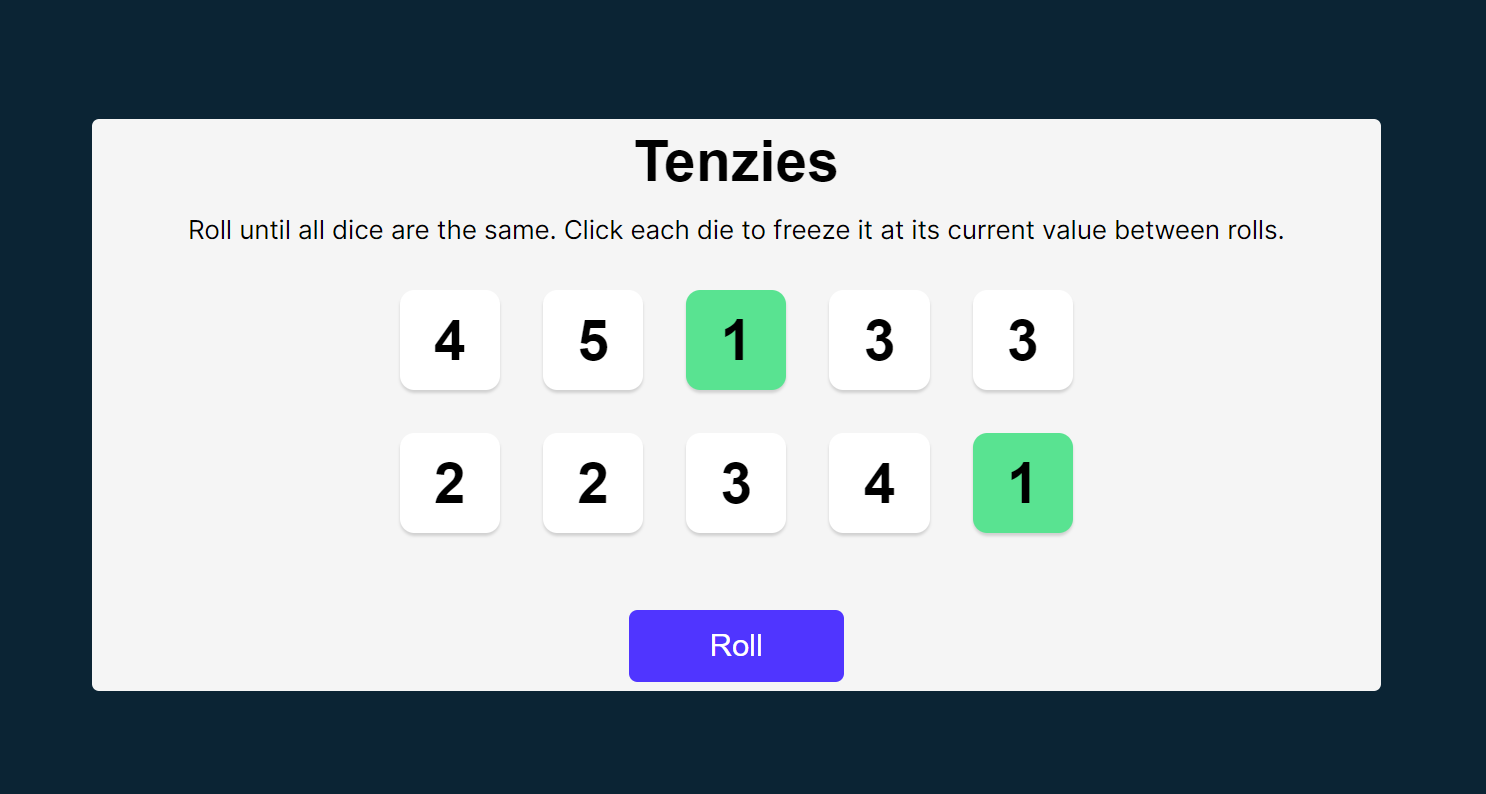 Tenzies
Roll until all dice are the same. Click each die to freeze it at its current value between rolls.
4 5 1 3 3
2 2 3 4 1
Roll